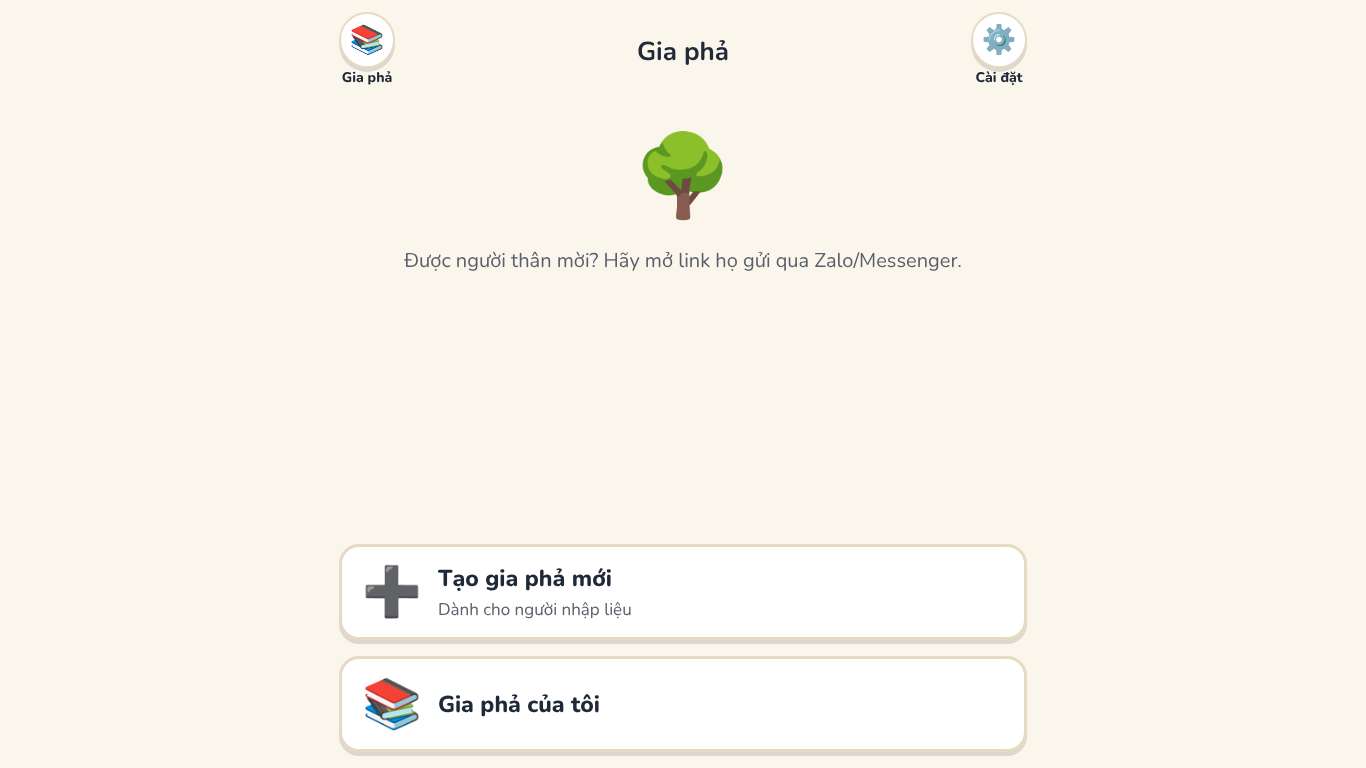 Gia phả
Gia phả
Cài đặt
Được người thân mời? Hãy mở link họ gửi qua Zalo/Messenger.
Tạo gia phả mới
Dành cho người nhập liệu
Gia phả của tôi